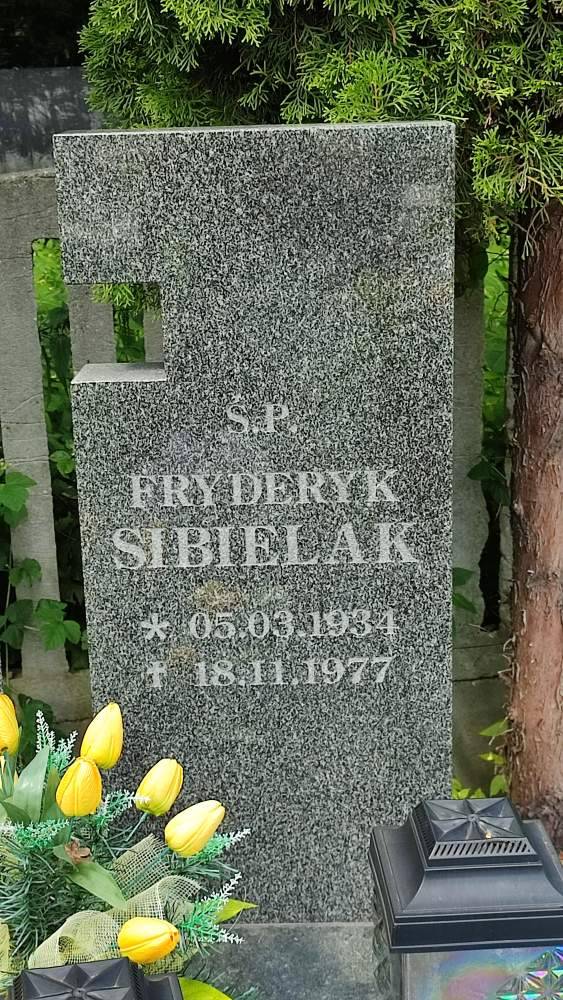 Ś.P.
FRYDERYK
SIBIELAK
* 05.03.1934
✝ 18.11.1977